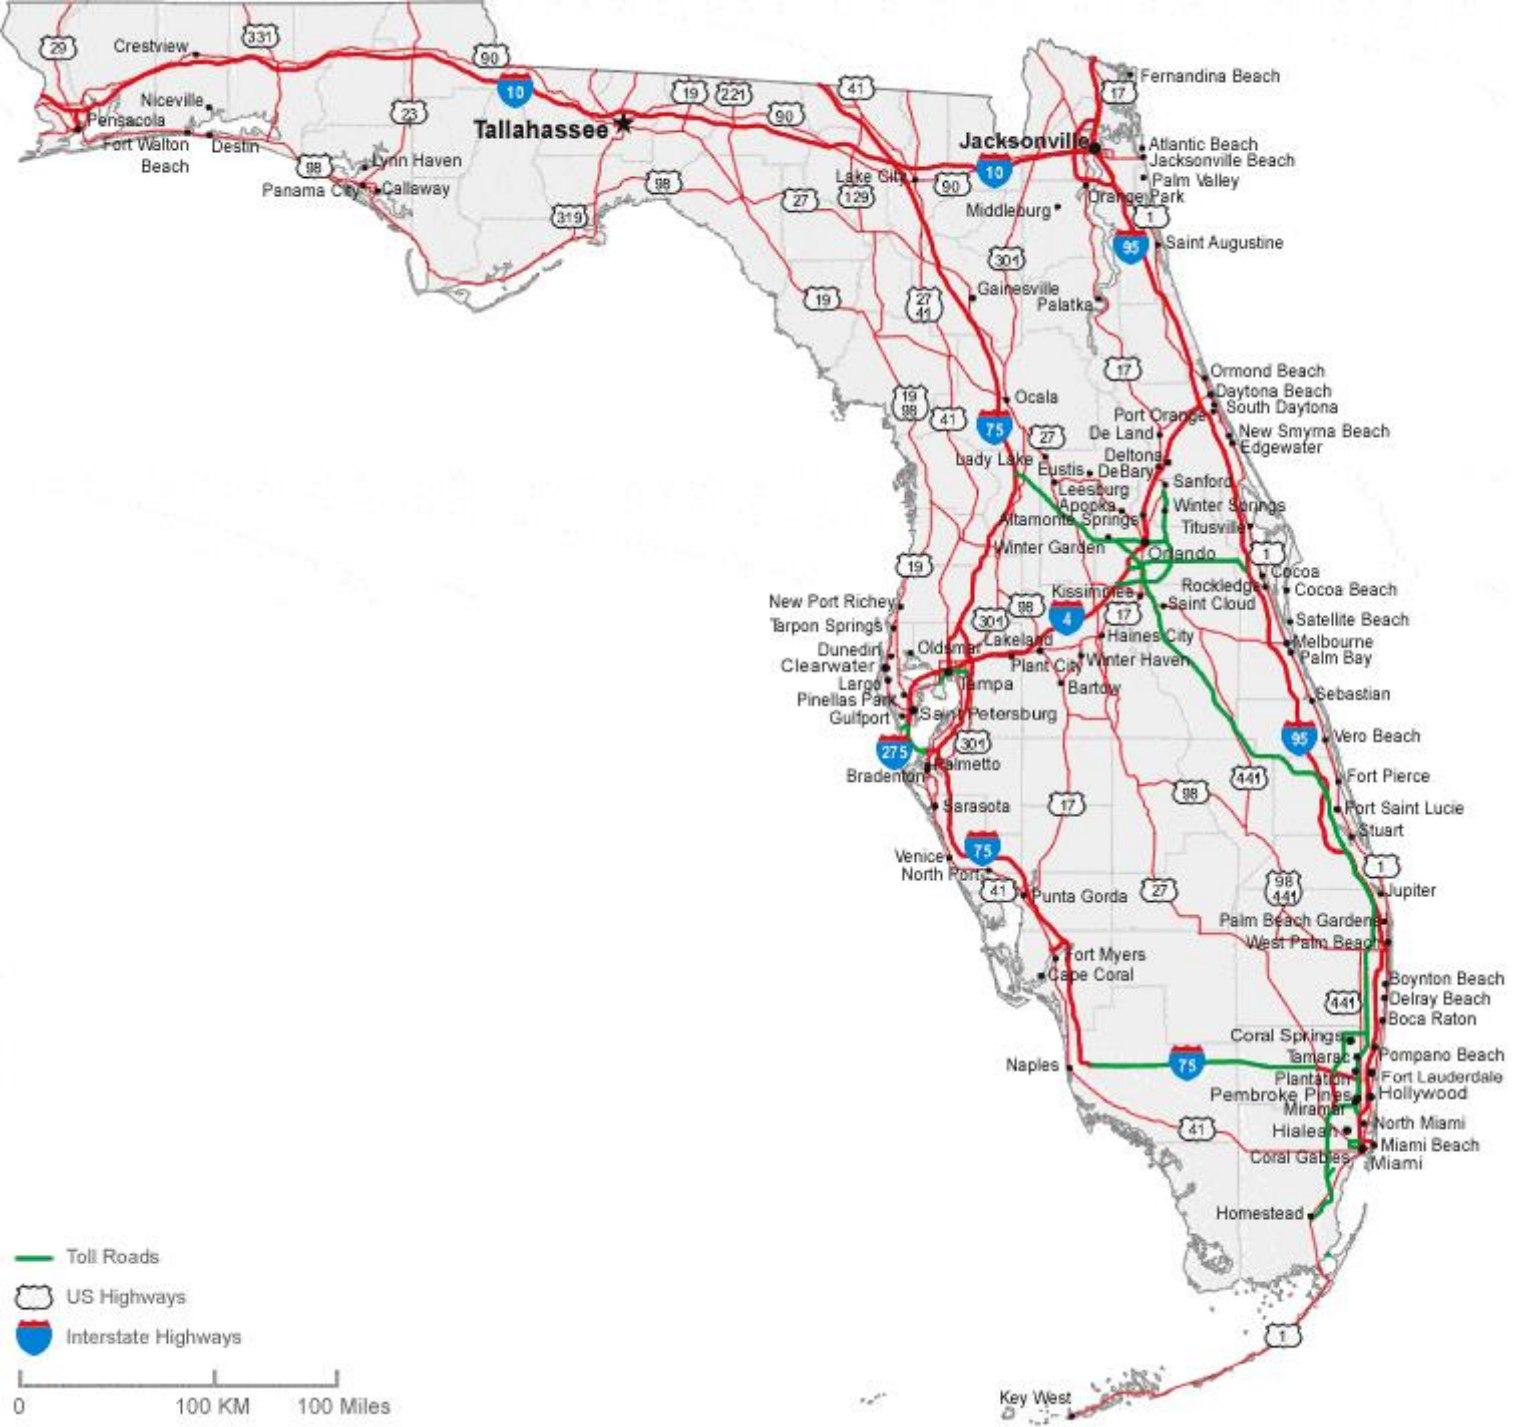 29
Crestview
331
90
10
Niceville
Pensacola
Fort Walton
Beach
Destin
23
Tallahassee
19
221
90
41
17
Fernandina Beach
Jacksonville
Atlantic Beach
Jacksonville Beach
Palm Valley
98
Lynn Haven
Panama City
Callaway
319
98
27
129
Lake City
90
10
Middleburg
Orange Park
1
95
Saint Augustine
301
19
27
41
Gainesville
Palatka
17
Ormond Beach
Daytona Beach
South Daytona
Port Orange
19
98
41
75
Ocala
27
De Land
New Smyrna Beach
Edgewater
Lady Lake
Eustis
Deltona
DeBary
Leesburg
Sanford
Apopka
Winter Springs
Altamonte Springs
Titusville
Winter Garden
Orlando
1
19
Cocoa
Rockledge
Cocoa Beach
Kissimmee
Saint Cloud
New Port Richey
98
4
17
301
Satellite Beach
Tarpon Springs
Lakeland
Haines City
Melbourne
Dunedin
Oldsmar
Palm Bay
Clearwater
Plant City
Winter Haven
Largo
Tampa
Bartow
Sebastian
Pinellas Park
Gulfport
Saint Petersburg
275
301
95
Vero Beach
Palmetto
Bradenton
441
Fort Pierce
98
Sarasota
17
Port Saint Lucie
Stuart
75
Venice
North Port
1
41
Punta Gorda
27
98
441
Jupiter
Palm Beach Gardens
West Palm Beach
Fort Myers
Cape Coral
Boynton Beach
441
Delray Beach
Boca Raton
Coral Springs
Naples
75
Tamarac
Pompano Beach
Plantation
Fort Lauderdale
Pembroke Pines
Hollywood
Miramar
41
Hialeah
North Miami
Miami Beach
Coral Gables
Miami
Homestead
Toll Roads
US Highways
Interstate Highways
1
0
100 KM
100 Miles
Key West